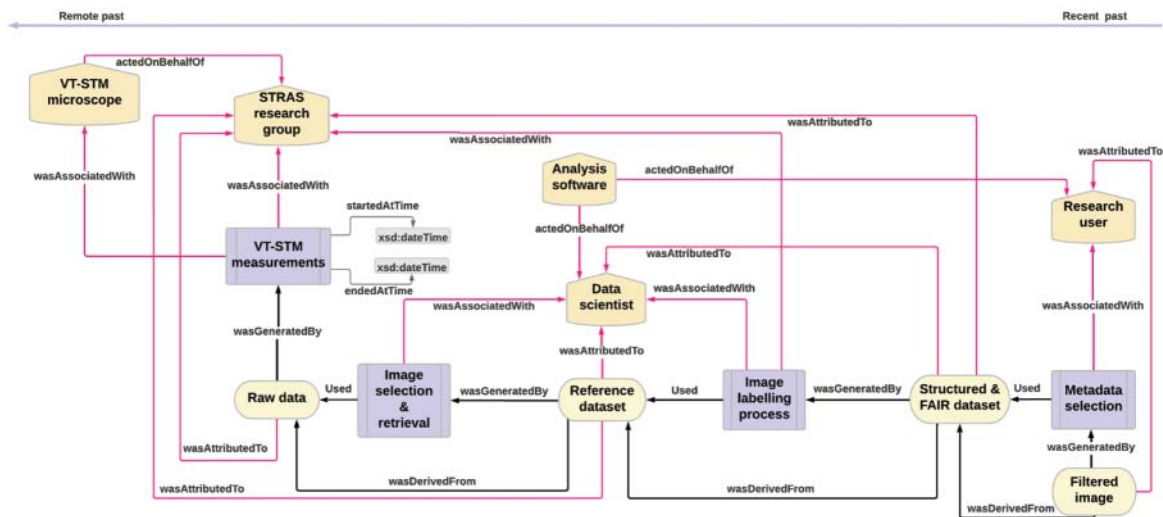 Remote past
Recent past
actedOnBehalfOf
VT-STM
microscope
STRAS
research
group
wasAttributedTo
wasAssociatedWith
wasAttributedTo
Analysis
software
actedOnBehalfOf
wasAssociatedWith
wasAssociatedWith
Research
user
startedAtTime
xsd:dateTime
actedOnBehalfOf
VT-STM
measurements
xsd:dateTime
wasAttributedTo
endedAtTime
Data
scientist
wasAssociatedWith
wasAssociatedWith
wasAssociatedWith
wasGeneratedBy
wasAttributedTo
Raw data
Used
Image
selection
&
retrieval
wasGeneratedBy
Reference
dataset
Used
Image
labelling
process
wasGeneratedBy
Structured &
FAIR dataset
Used
Metadada
selection
wasAttributedTo
wasGeneratedBy
wasAttributedTo
wasDerivedFrom
wasDerivedFrom
Filtered
image
wasDerivedFrom